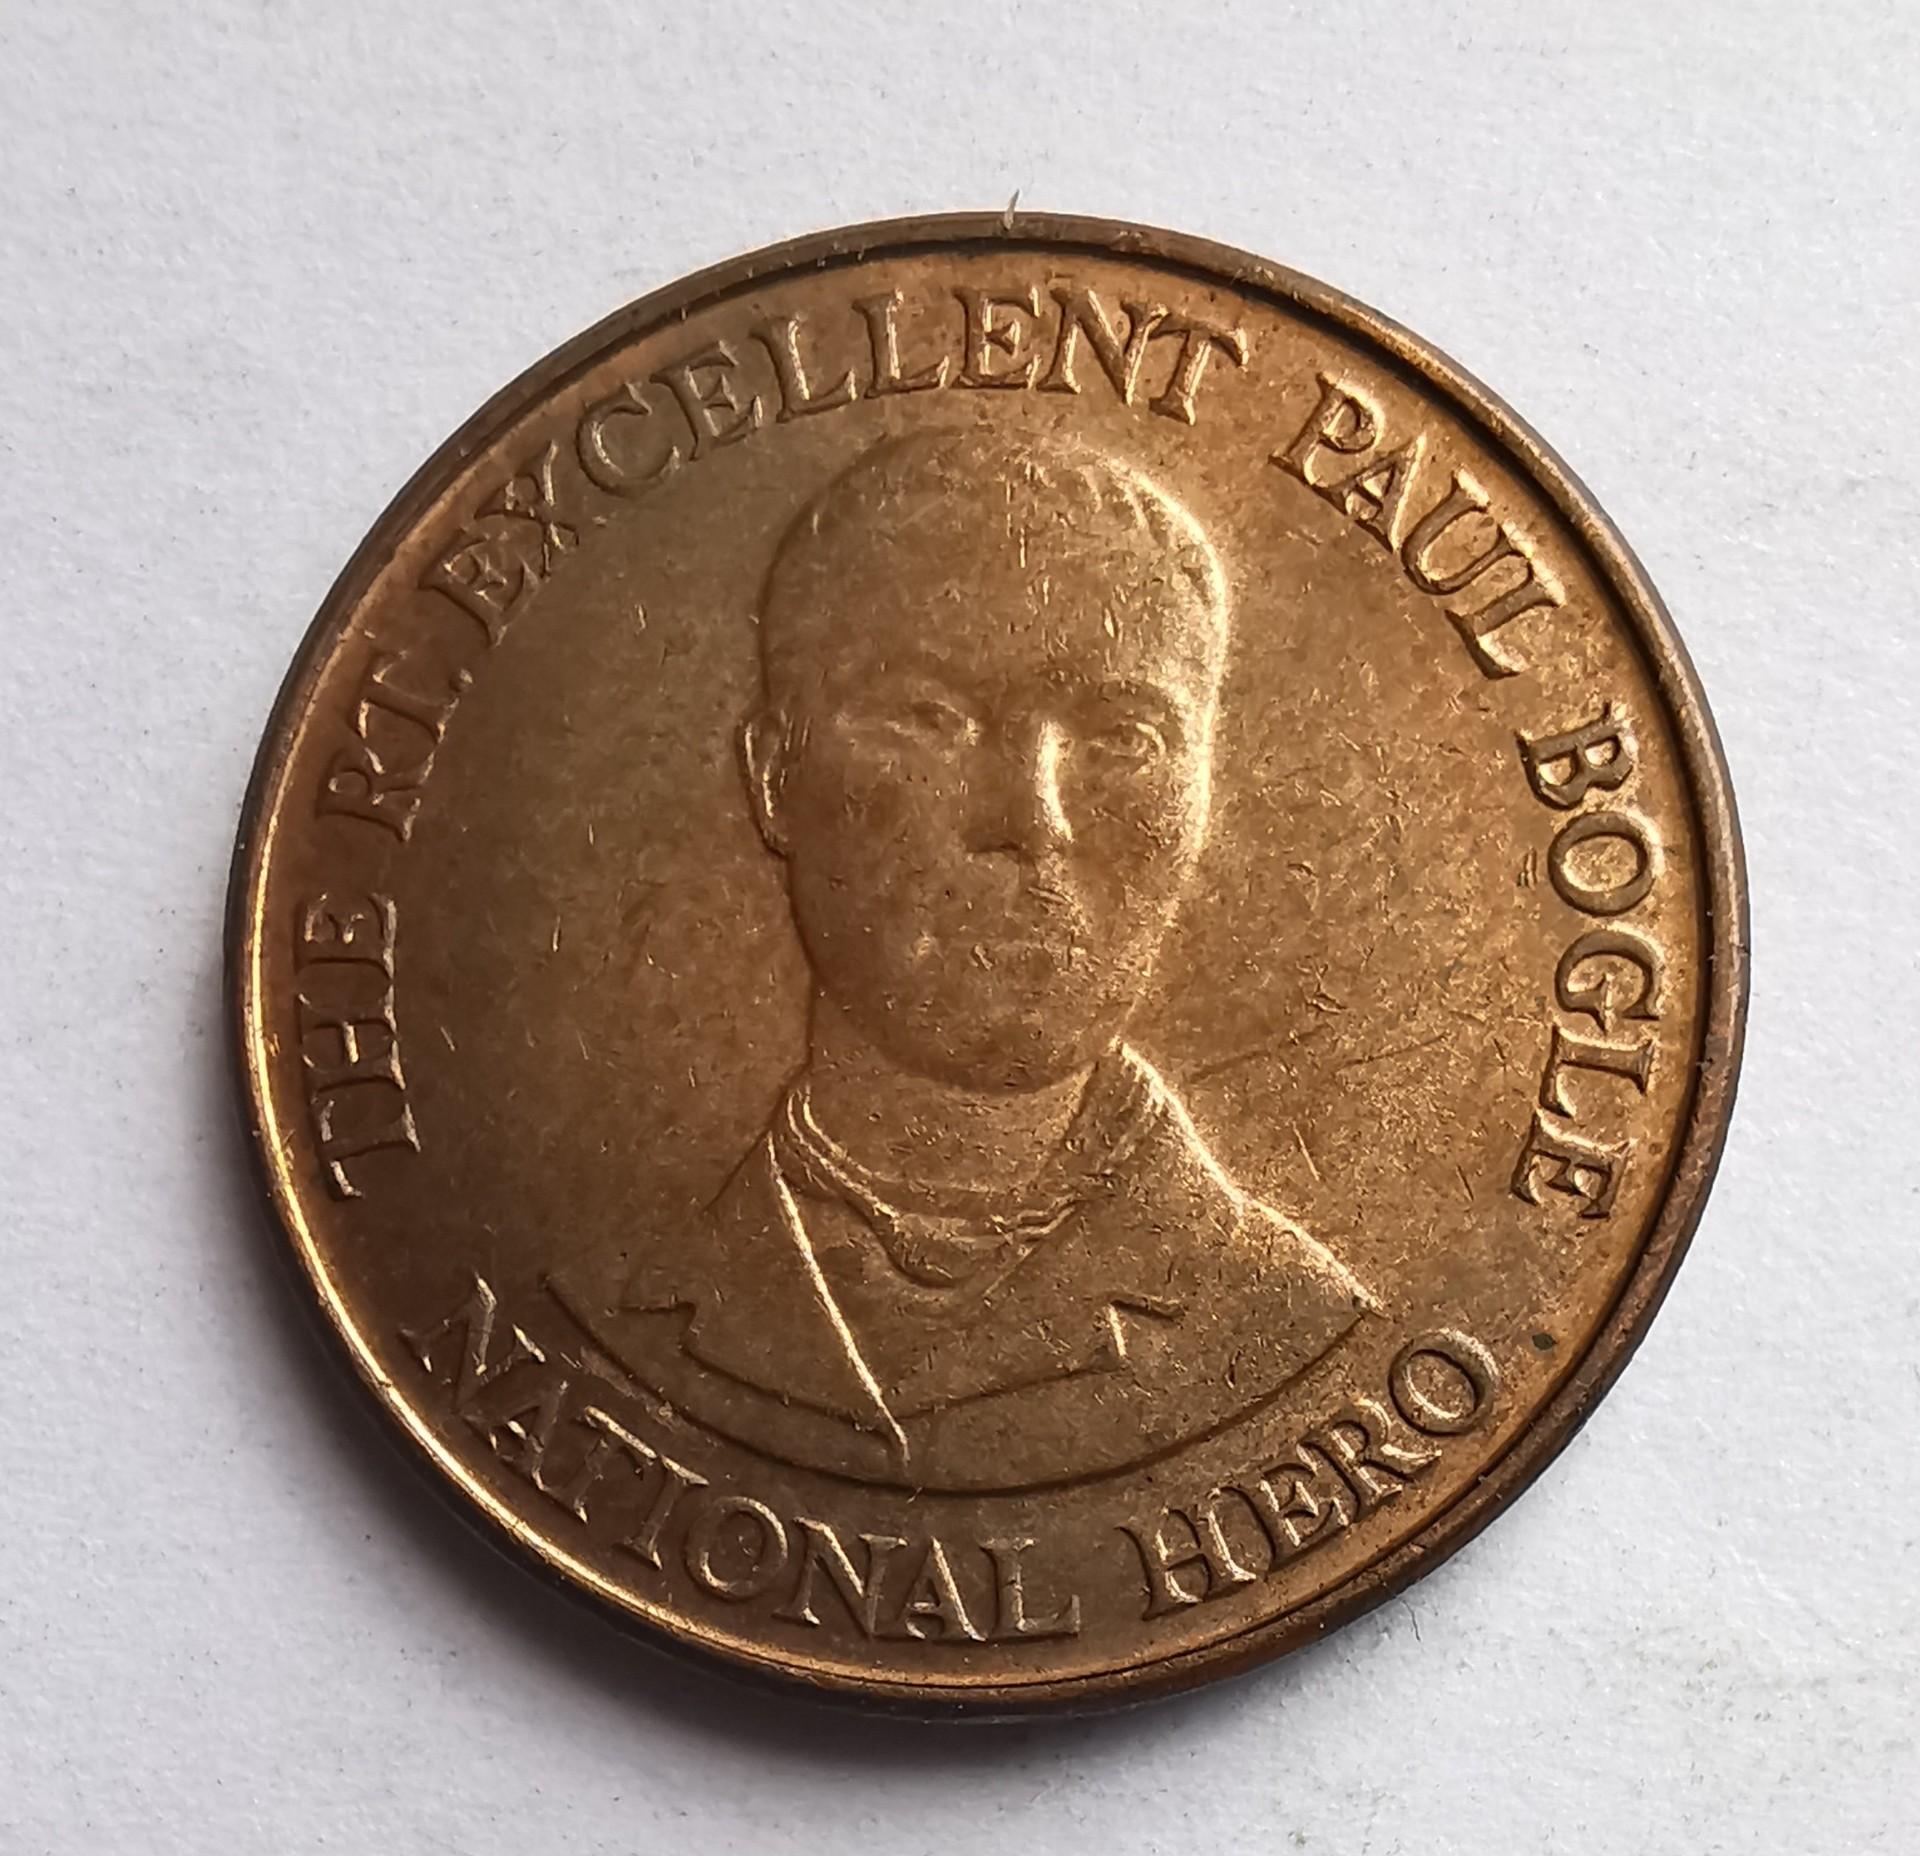 THE RT. EXCELLENT PAUL BOGLE
NATIONAL HERO